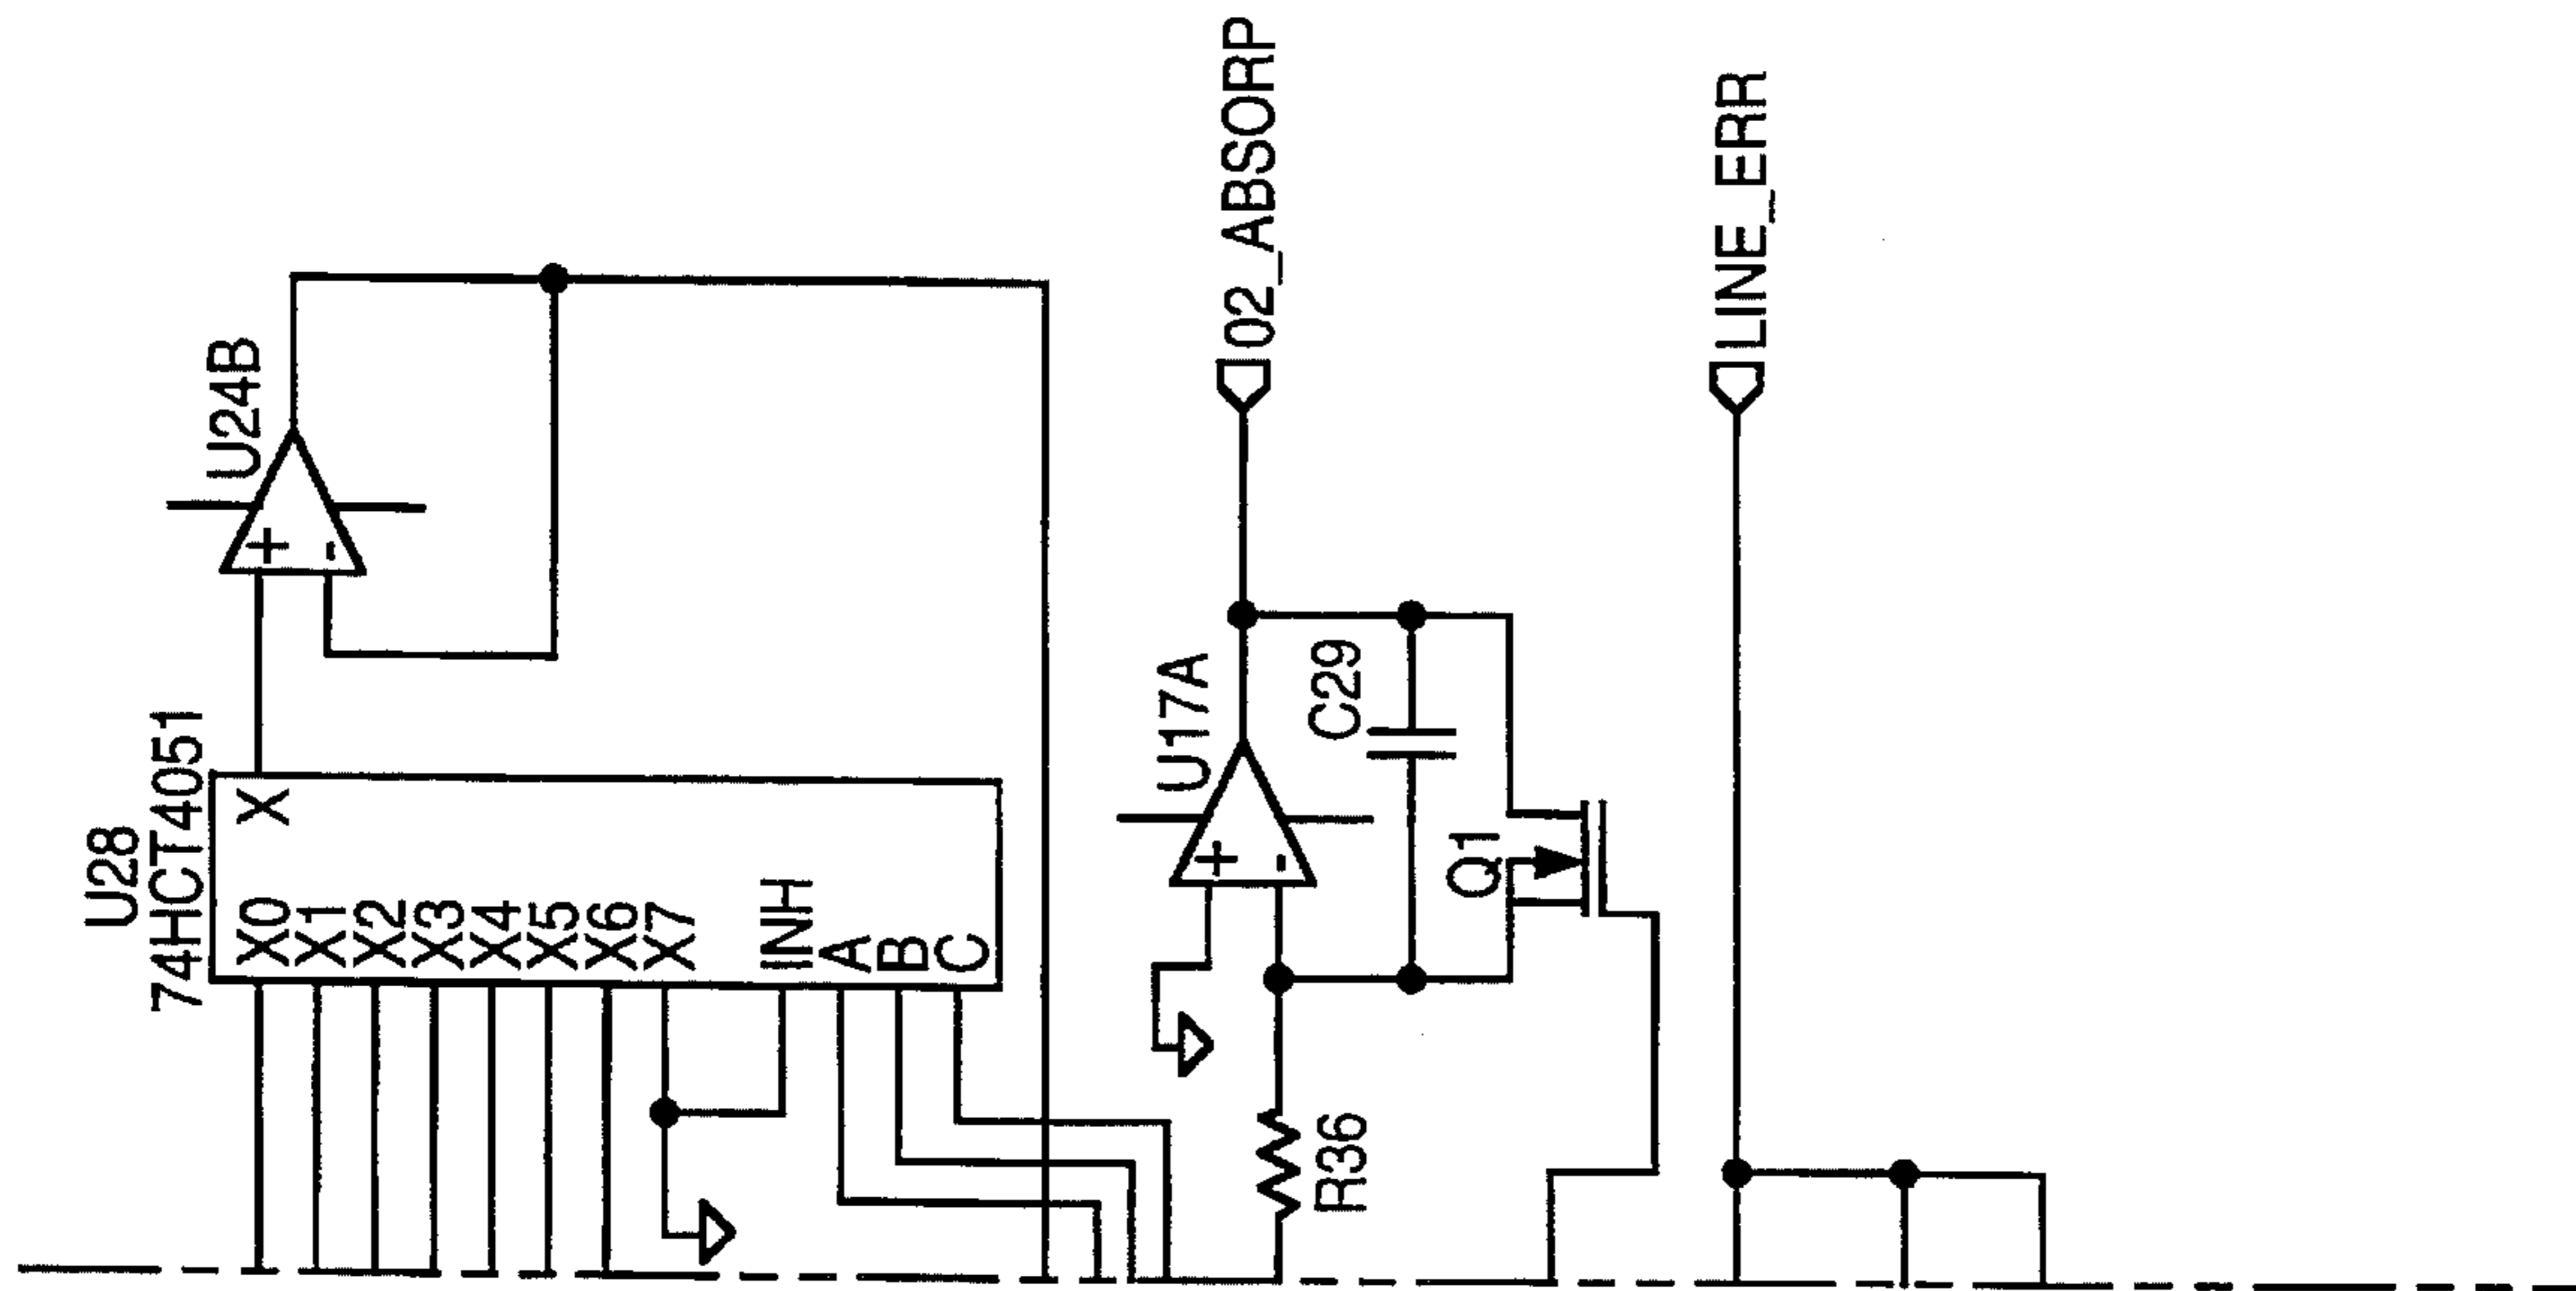 U28
74HCT4051
X0
X1
X2
X3
X4
X5
X6
X7
INH
A
B
C
X
U24B
+
-
U17A
+
-
C29
Q1
R36
02_ABSORP
LINE_ERR